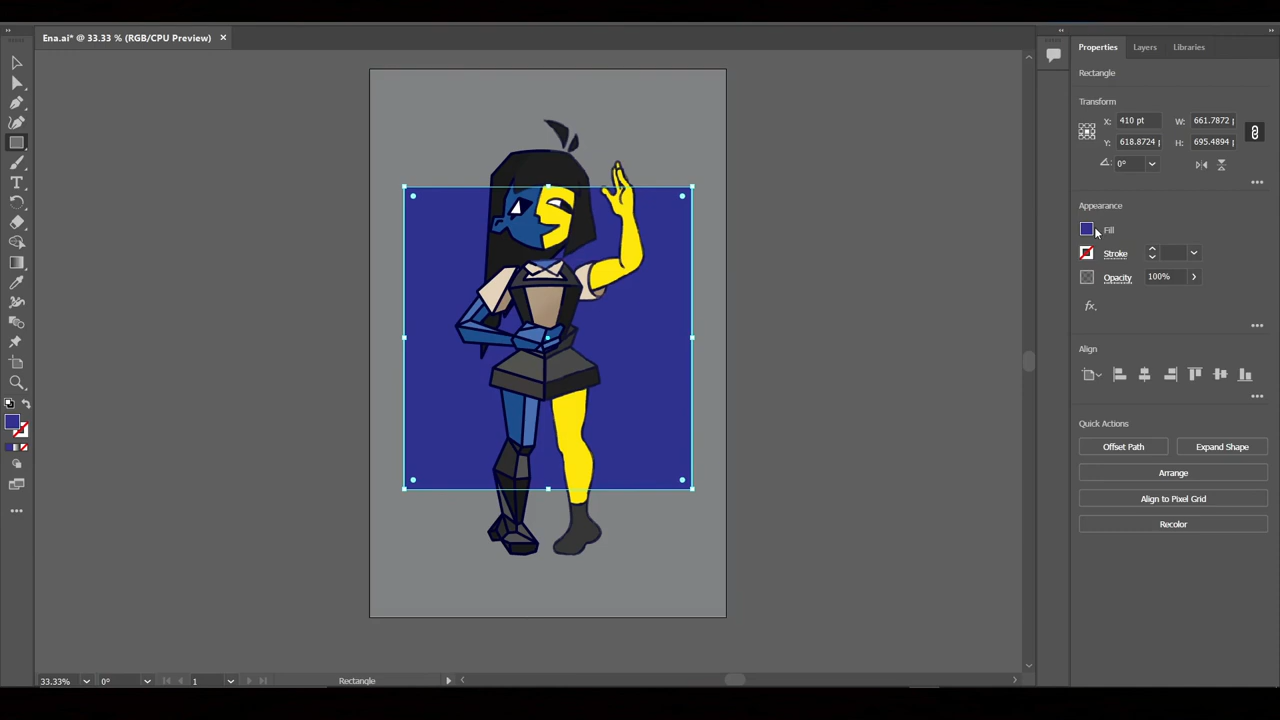 Ena.ai* @ 33.33 % (RGB/CPU Preview) ×
Properties Layers Libraries
Rectangle
Transform
X: 410 pt W: 661.7872 p
Y: 618.8724 p H: 695.4894 p
0°
Appearance
Fill
Stroke
Opacity 100%
fx.
Align
Quick Actions
Offset Path Expand Shape
Arrange
Align to Pixel Grid
Recolor
33.33% 0° 1 Rectangle